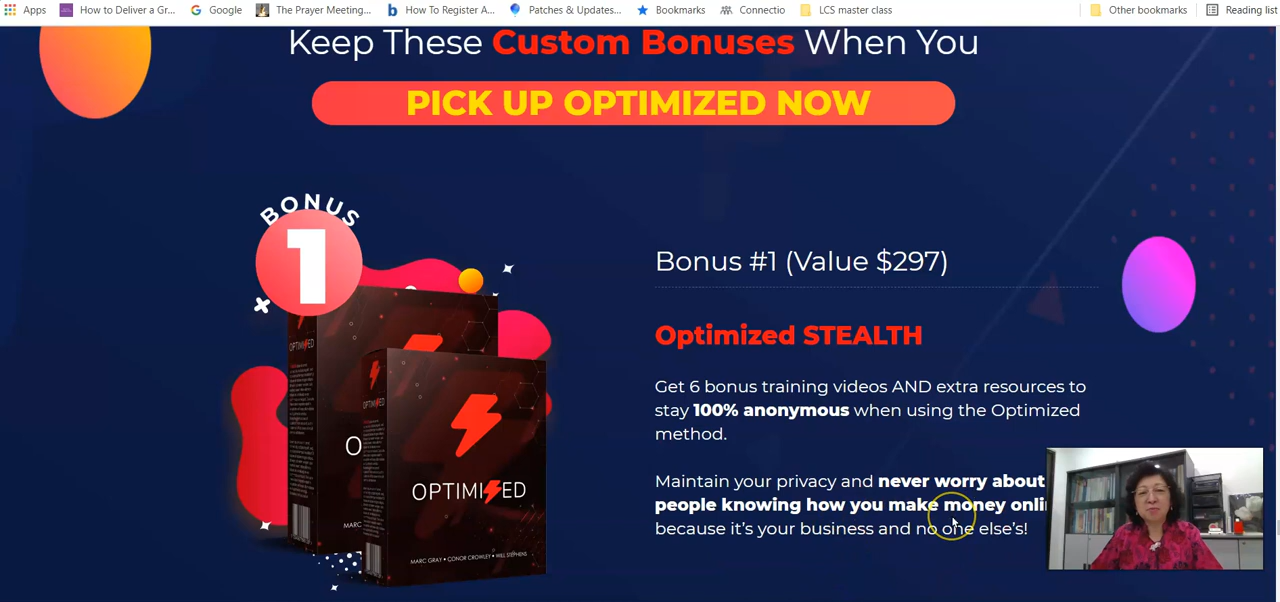 Apps How to Deliver a Gr... Google The Prayer Meeting... How To Register A... Patches & Updates... Bookmarks Connectio LCS master class Other bookmarks Reading list
Keep These Custom Bonuses When You
PICK UP OPTIMIZED NOW
BONUS
1
OPTIMIZED
OPTIMIZED
O
OPTIMIZED
MARC
MARC GRAY • CONOR CROWLEY • WILL STEPHENS
Bonus #1 (Value $297)
Optimized STEALTH
Get 6 bonus training videos AND extra resources to
stay 100% anonymous when using the Optimized
method.
Maintain your privacy and never worry about
people knowing how you make money onli
because it's your business and no one else's!